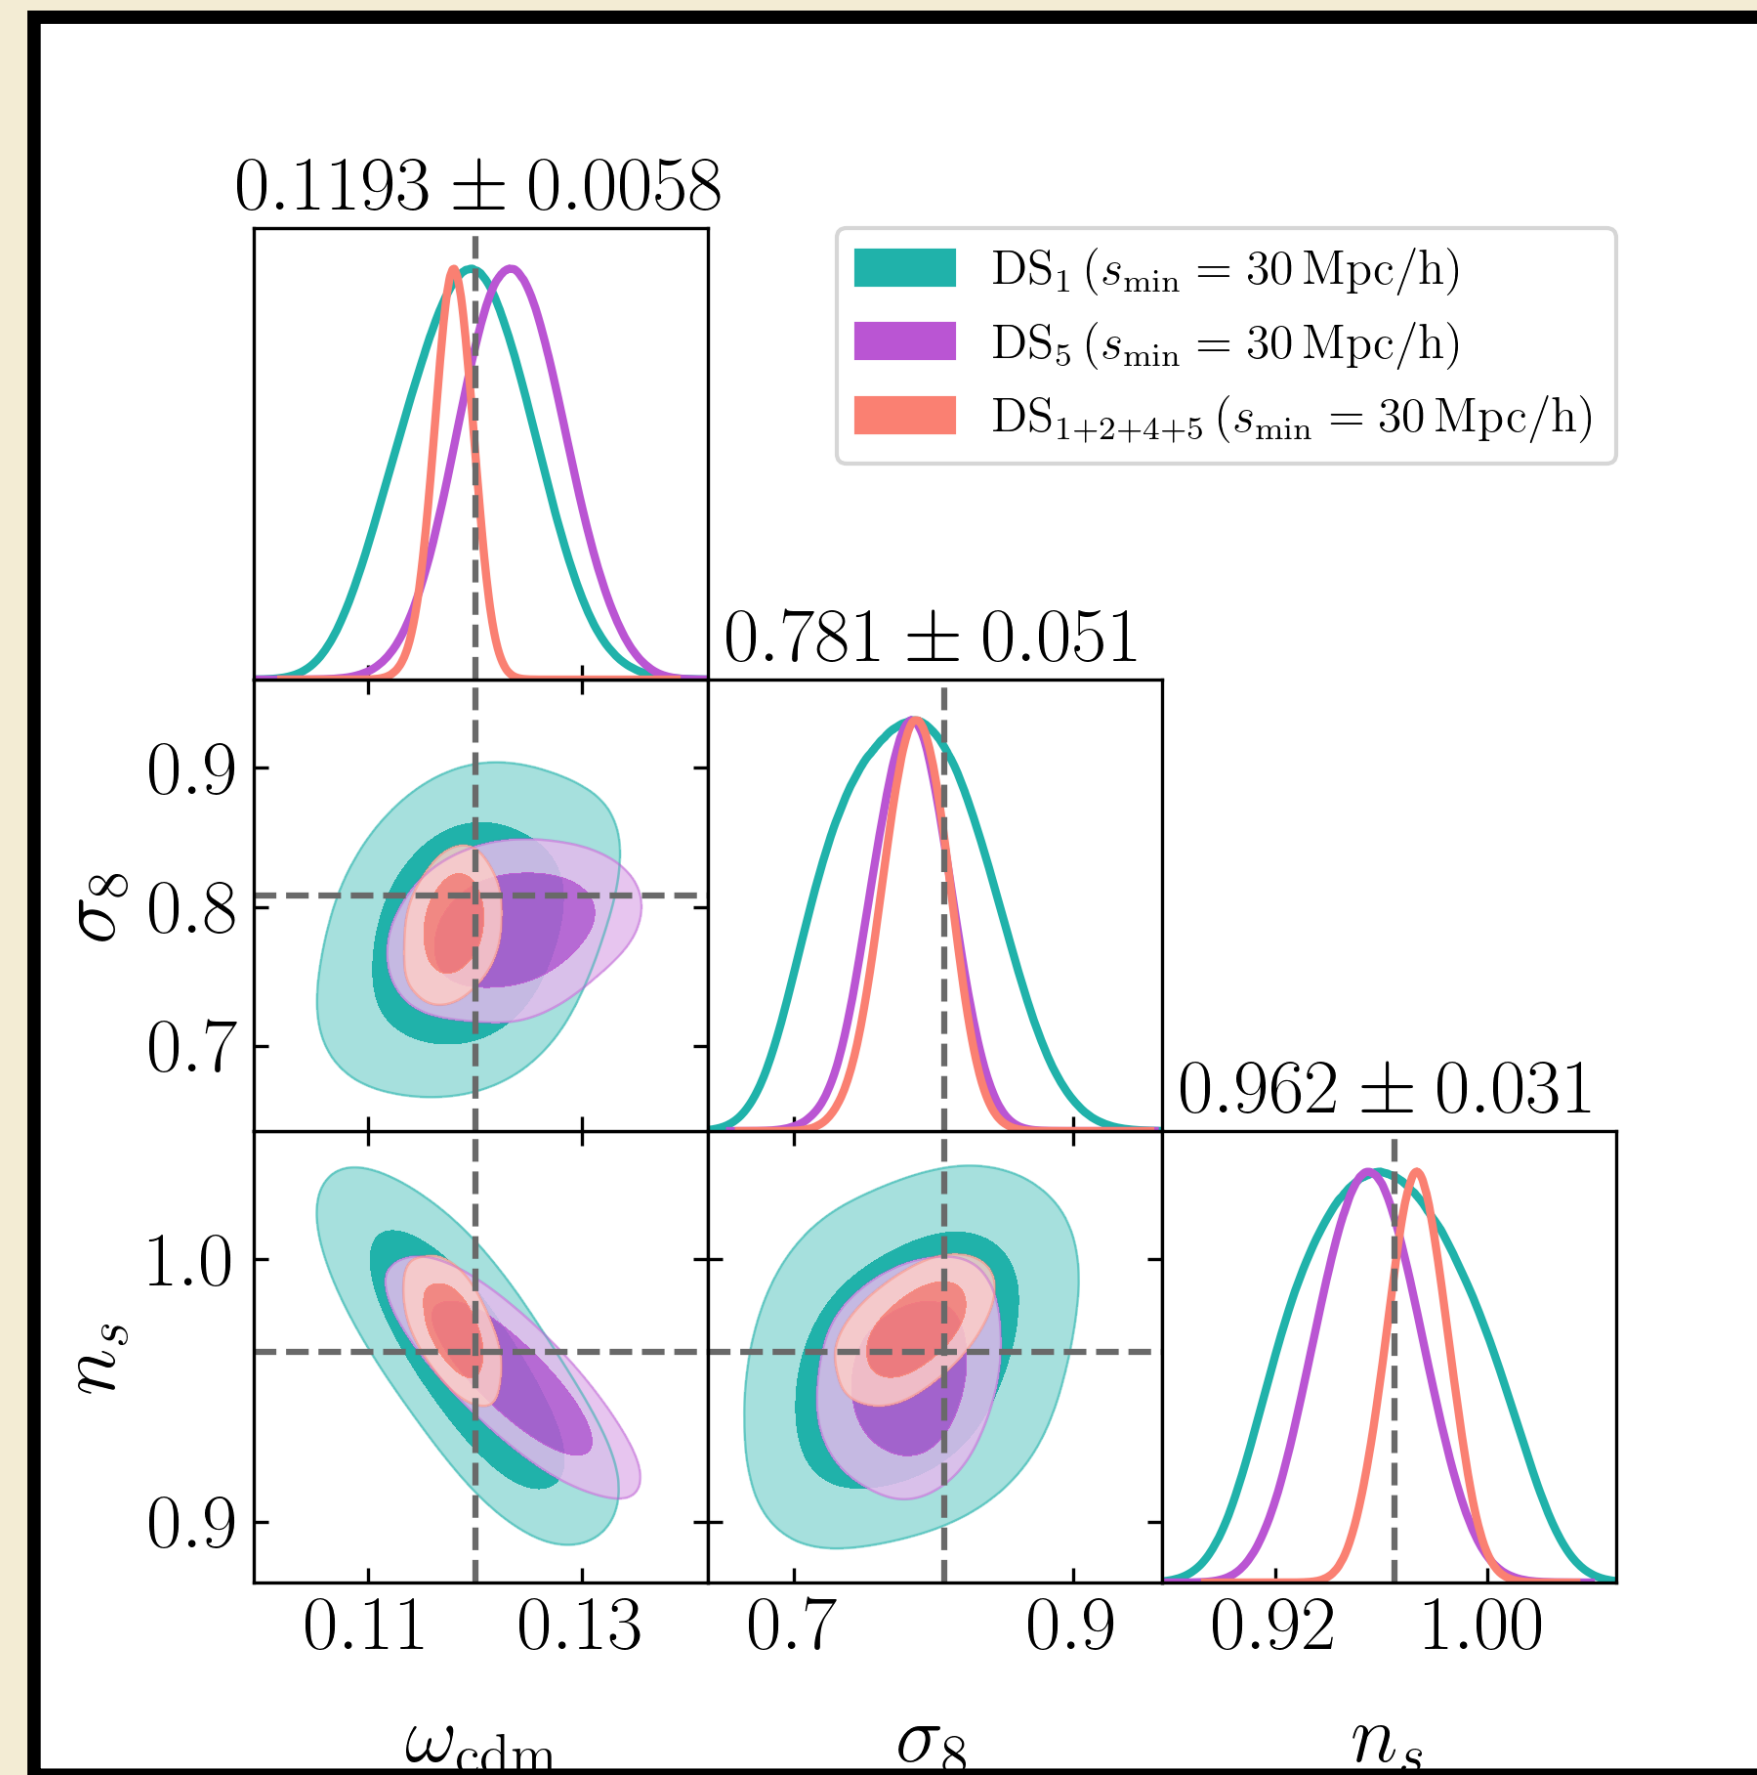 0.1193 ± 0.0058
DS₁ (sₘᵢₙ = 30 Mpc/h)
DS₅ (sₘᵢₙ = 30 Mpc/h)
DS₁₊₂₊₄₊₅ (sₘᵢₙ = 30 Mpc/h)
0.781 ± 0.051
0.9
0.8
0.7
σ₈
0.962 ± 0.031
1.0
0.9
nₛ
0.11 0.13 0.7 0.9 0.92 1.00
ω_cdm σ₈ nₛ